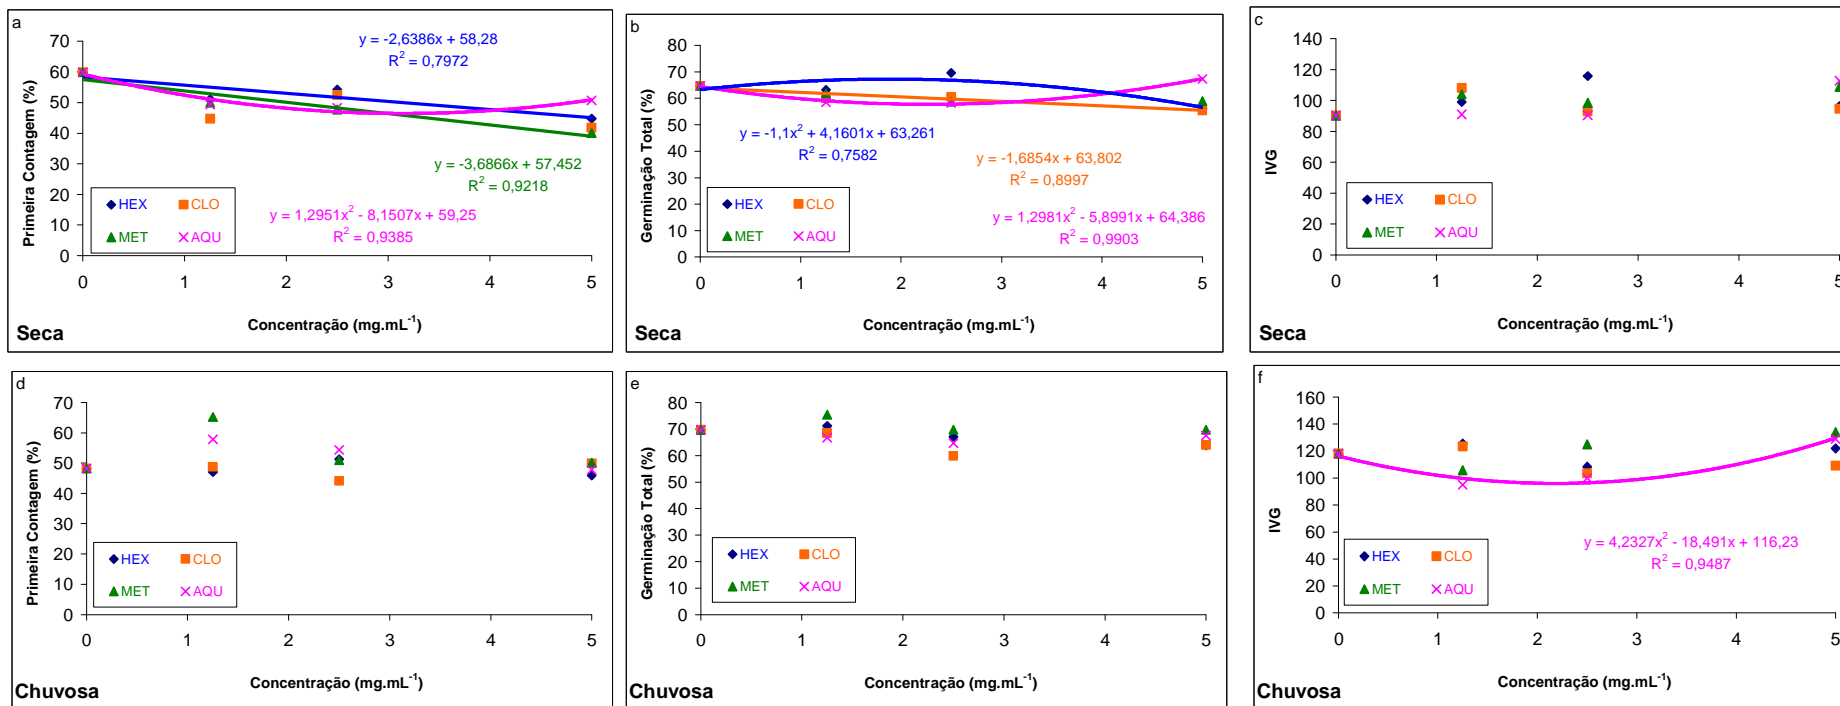 a
y = -2,6386x + 58,28
R² = 0,7972
y = -3,6866x + 57,452
R² = 0,9218
y = 1,2951x² - 8,1507x + 59,25
R² = 0,9385
Primeira Contagem (%)
70
60
50
40
30
20
10
0
HEX CLO
MET AQU
0 1 2 3 4 5
Concentração (mg.mL⁻¹)
Seca
b
y = -1,1x² + 4,1601x + 63,261
R² = 0,7582
y = -1,6854x + 63,802
R² = 0,8997
y = 1,2981x² - 5,8991x + 64,386
R² = 0,9903
Germinação Total (%)
80
70
60
50
40
30
20
10
0
HEX CLO
MET AQU
0 1 2 3 4 5
Concentração (mg.mL⁻¹)
Seca
c
IVG
140
120
100
80
60
40
20
0
HEX CLO
MET AQU
0 1 2 3 4 5
Concentração (mg.mL⁻¹)
Seca
d
Primeira Contagem (%)
70
60
50
40
30
20
10
0
HEX CLO
MET AQU
0 1 2 3 4 5
Concentração (mg.mL⁻¹)
Chuvosa
e
Germinação Total (%)
80
70
60
50
40
30
20
10
0
HEX CLO
MET AQU
0 1 2 3 4 5
Concentração (mg.mL⁻¹)
Chuvosa
f
IVG
160
140
120
100
80
60
40
20
0
y = 4,2327x² - 18,491x + 116,23
R² = 0,9487
HEX CLO
MET AQU
0 1 2 3 4 5
Concentração (mg.mL⁻¹)
Chuvosa